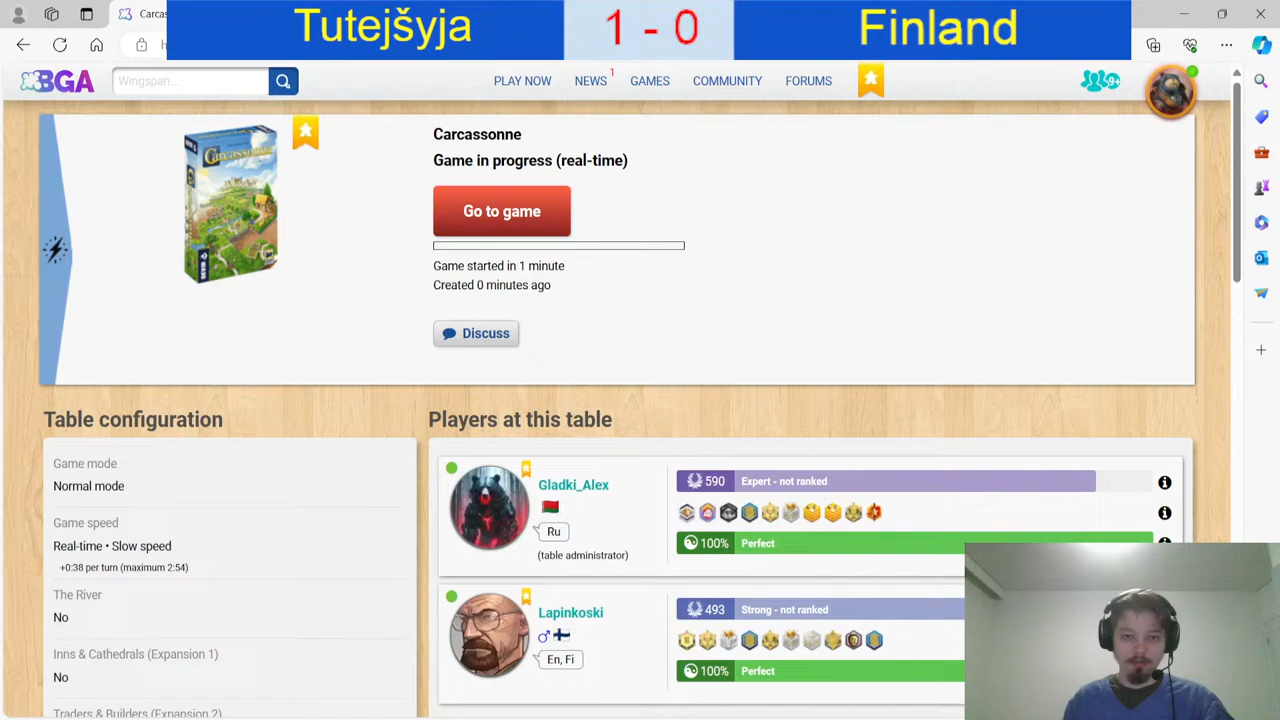 Tutejšyja
1 - 0
Finland
Carcas
BGA
Wingspan...
PLAY NOW
NEWS
1
GAMES
COMMUNITY
FORUMS
9+
Carcassonne
Carcassonne
Game in progress (real-time)
Go to game
Game started in 1 minute
Created 0 minutes ago
Discuss
Table configuration
Game mode
Normal mode
Game speed
Real-time • Slow speed
+0:38 per turn (maximum 2:54)
The River
No
Inns & Cathedrals (Expansion 1)
No
Traders & Builders (Expansion 2)
Players at this table
Gladki_Alex
Ru
(table administrator)
590 Expert - not ranked
100% Perfect
Lapinkoski
En, Fi
493 Strong - not ranked
100% Perfect